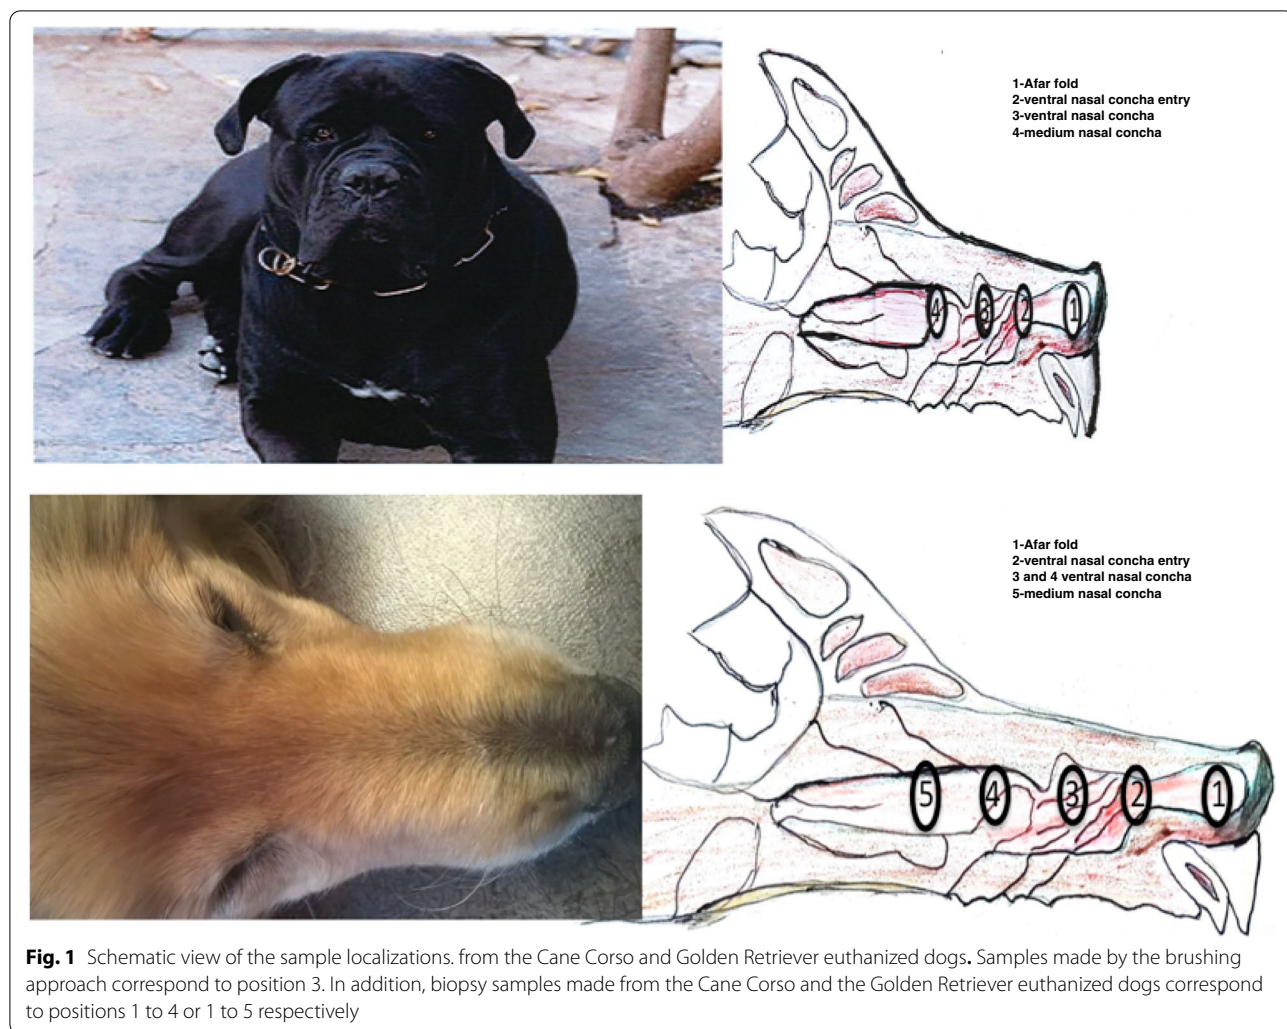 1-Afar fold
2-ventral nasal concha entry
3-ventral nasal concha
4-medium nasal concha
4 3 2 1
1-Afar fold
2-ventral nasal concha entry
3 and 4 ventral nasal concha
5-medium nasal concha
5 4 3 2 1
Fig. 1 Schematic view of the sample localizations. from the Cane Corso and Golden Retriever euthanized dogs. Samples made by the brushing
approach correspond to position 3. In addition, biopsy samples made from the Cane Corso and the Golden Retriever euthanized dogs correspond
to positions 1 to 4 or 1 to 5 respectively